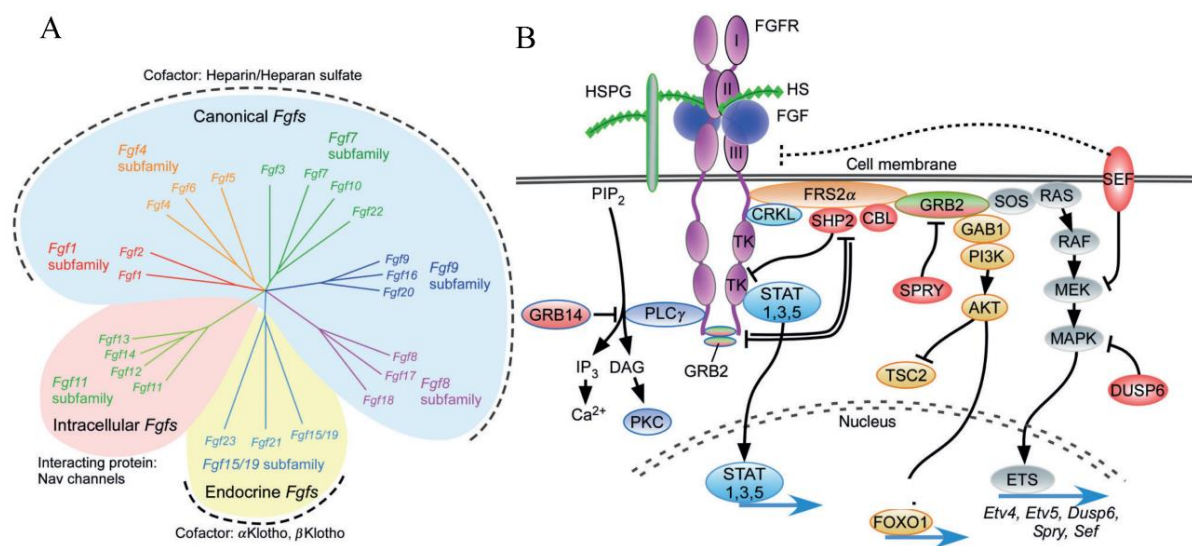 A
Cofactor: Heparin/Heparan sulfate
Canonical Fgfs
Fgf4
subfamily
Fgf6
Fgf5
Fgf4
Fgf7
subfamily
Fgf3
Fgf7
Fgf10
Fgf22
Fgf1
subfamily
Fgf2
Fgf1
Fgf9
Fgf16
Fgf20
Fgf9
subfamily
Fgf13
Fgf14
Fgf12
Fgf11
Fgf11
subfamily
Intracellular Fgfs
Interacting protein:
Nav channels
Fgf8
Fgf17
Fgf18
Fgf8
subfamily
Fgf23
Fgf21
Fgf15/19
Fgf15/19 subfamily
Endocrine Fgfs
Cofactor: αKlotho, βKlotho
B
FGFR
I
II
III
HSPG
HS
FGF
Cell membrane
SEF
PIP2
FRS2α
CRKL
SHP2
CBL
GRB2
SOS
RAS
GAB1
RAF
PI3K
TK
TK
SPRY
MEK
STAT
1,3,5
AKT
GRB14
PLCγ
MAPK
GRB2
IP3
DAG
TSC2
DUSP6
Ca2+
PKC
Nucleus
STAT
1,3,5
ETS
FOXO1
Etv4, Etv5, Dusp6,
Spry, Sef